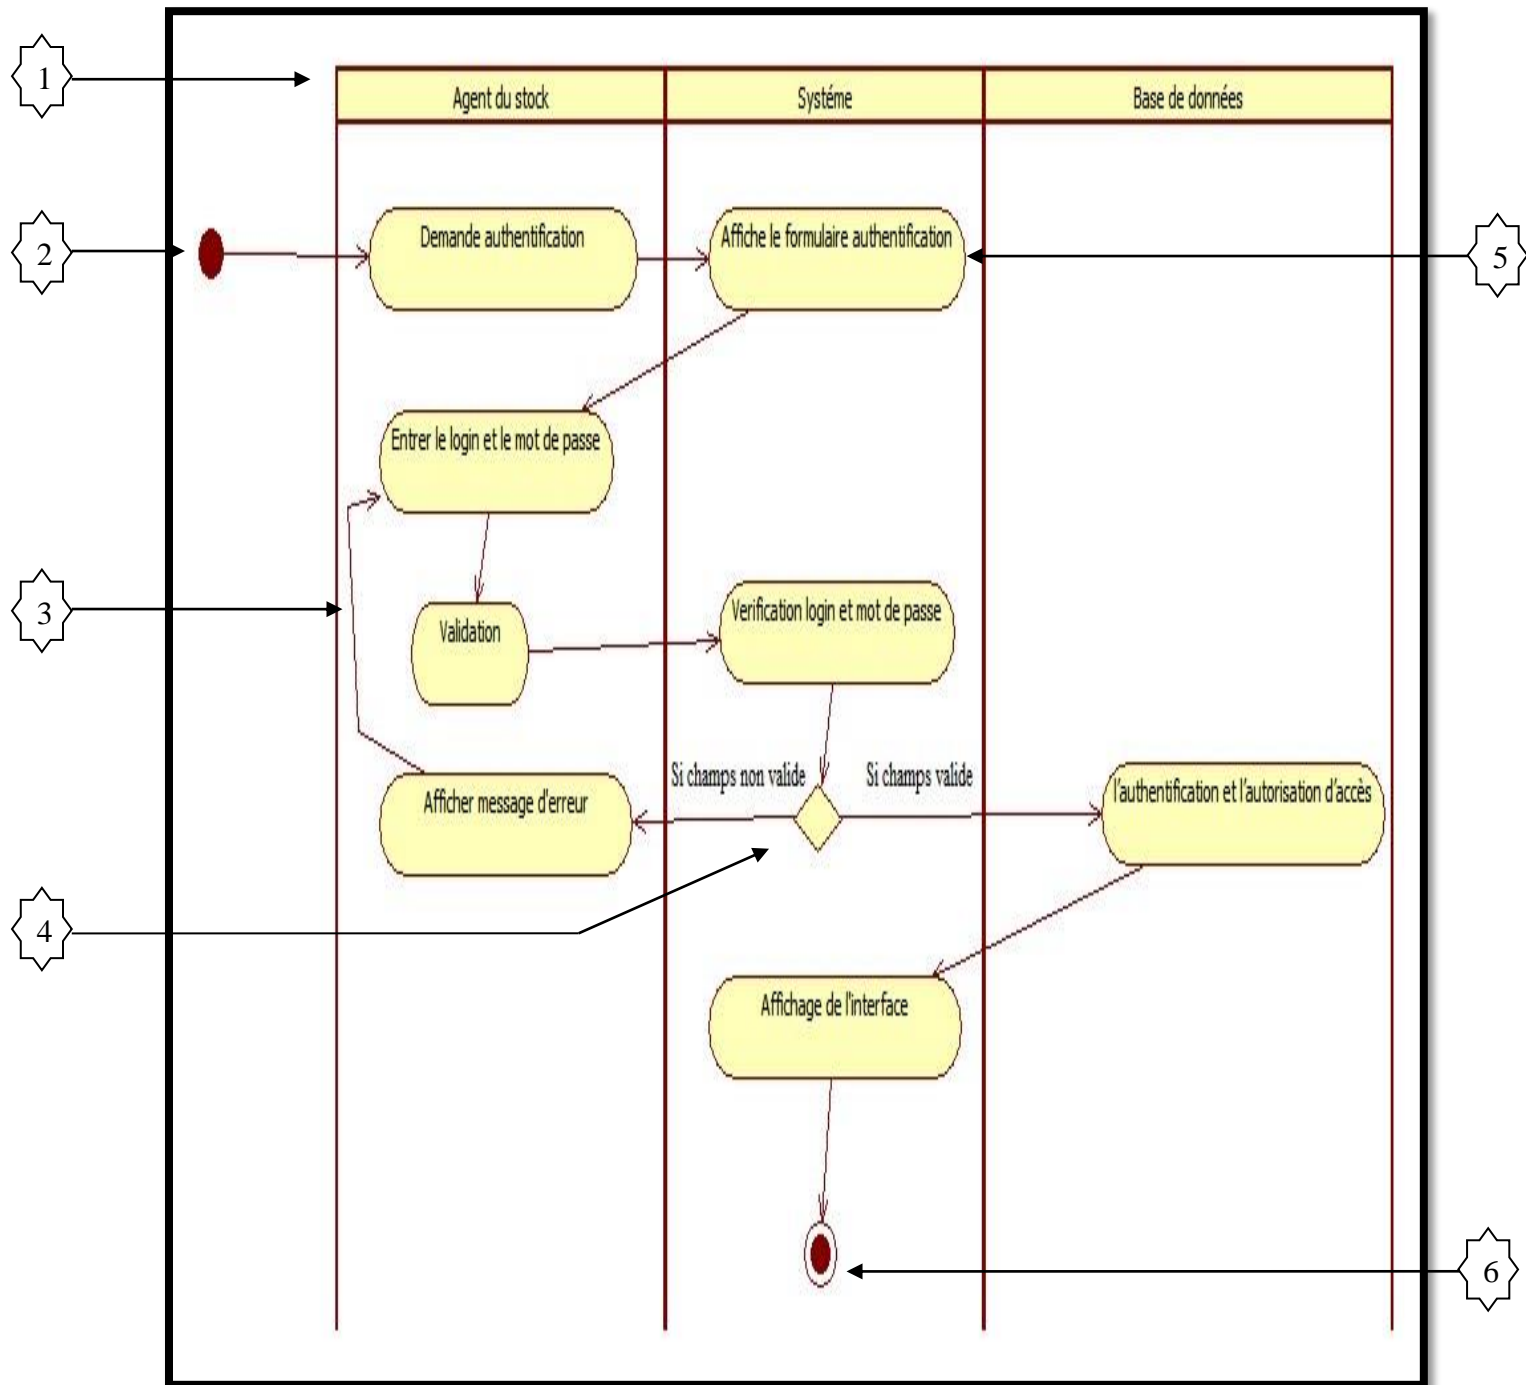 1
Agent du stock
Systéme
Base de données
2
Demande authentification
Affiche le formulaire authentification
5
Entrer le login et le mot de passe
3
Validation
Verification login et mot de passe
Si champs non valide
Si champs valide
Afficher message d'erreur
l'authentification et l'autorisation d'accès
4
Affichage de l'interface
6